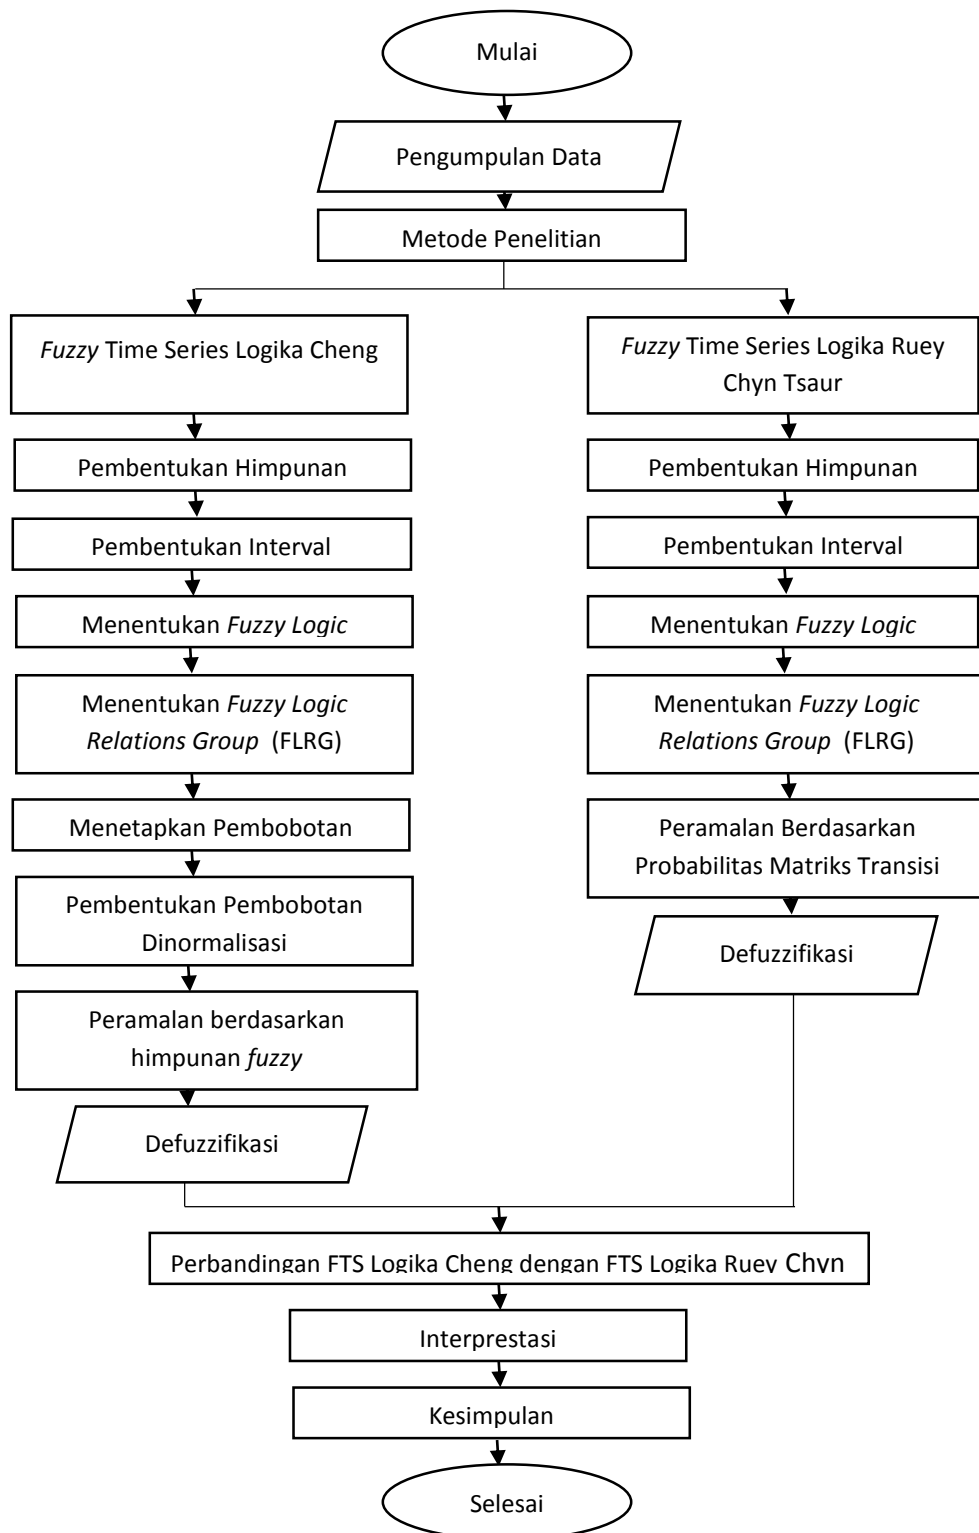 Mulai
Pengumpulan Data
Metode Penelitian
Fuzzy Time Series Logika Cheng
Pembentukan Himpunan
Pembentukan Interval
Menentukan Fuzzy Logic
Menentukan Fuzzy Logic
Relations Group (FLRG)
Menetapkan Pembobotan
Pembentukan Pembobotan
Dinormalisasi
Peramalan berdasarkan
himpunan fuzzy
Defuzzifikasi
Fuzzy Time Series Logika Ruey
Chyn Tsaur
Pembentukan Himpunan
Pembentukan Interval
Menentukan Fuzzy Logic
Menentukan Fuzzy Logic
Relations Group (FLRG)
Peramalan Berdasarkan
Probabilitas Matriks Transisi
Defuzzifikasi
Perbandingan FTS Logika Cheng dengan FTS Logika Ruey Chyn
Interprestasi
Kesimpulan
Selesai